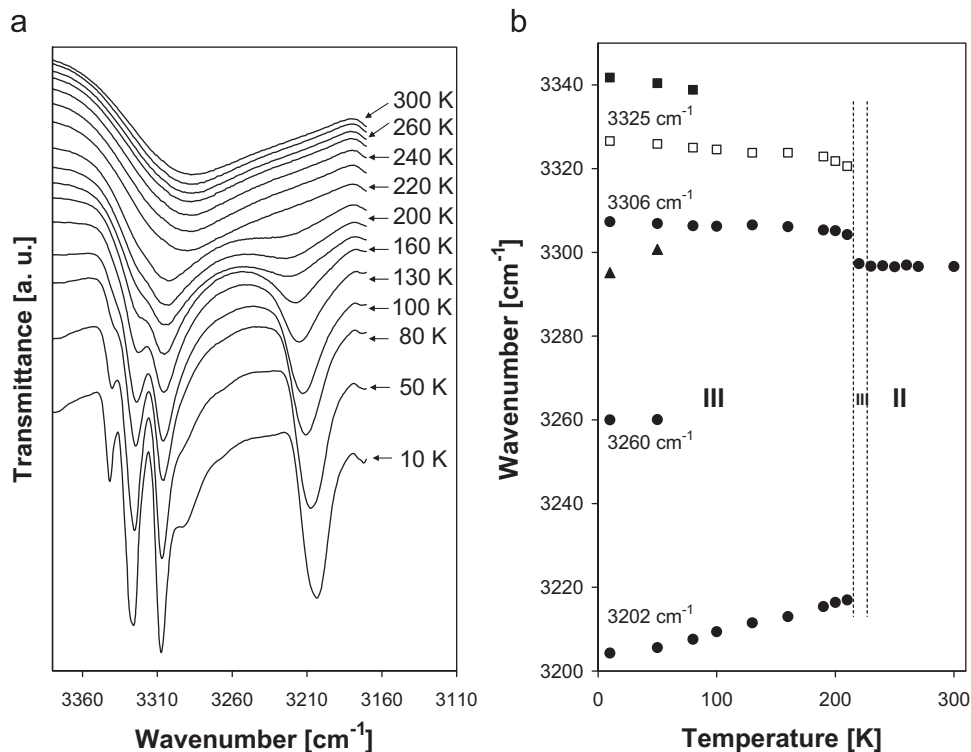 a
Transmittance [a. u.]
300 K
260 K
240 K
220 K
200 K
160 K
130 K
100 K
80 K
50 K
10 K
3360 3310 3260 3210 3160 3110
Wavenumber [cm-1]
b
Wavenumber [cm-1]
3340
3320
3300
3280
3260
3240
3220
3200
3325 cm-1
3306 cm-1
III III II
3260 cm-1
3202 cm-1
0 100 200 300
Temperature [K]